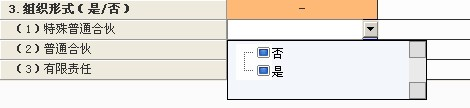 3.组织形式(是/否) －
(1)特殊普通合伙
(2)普通合伙
否
是
(3)有限责任